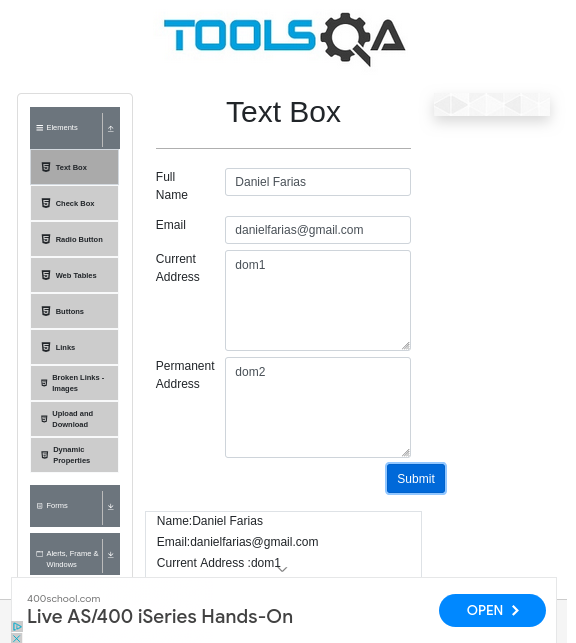 TOOLSQA
Elements
Text Box
Check Box
Radio Button
Web Tables
Buttons
Links
Broken Links -
Images
Upload and
Download
Dynamic
Properties
Forms
Alerts, Frame &
Windows
Text Box
Full
Name
Daniel Farias
Email
danielfarias@gmail.com
Current
Address
dom1
Permanent
Address
dom2
Submit
Name:Daniel Farias
Email:danielfarias@gmail.com
Current Address :dom1
400school.com
Live AS/400 iSeries Hands-On
OPEN